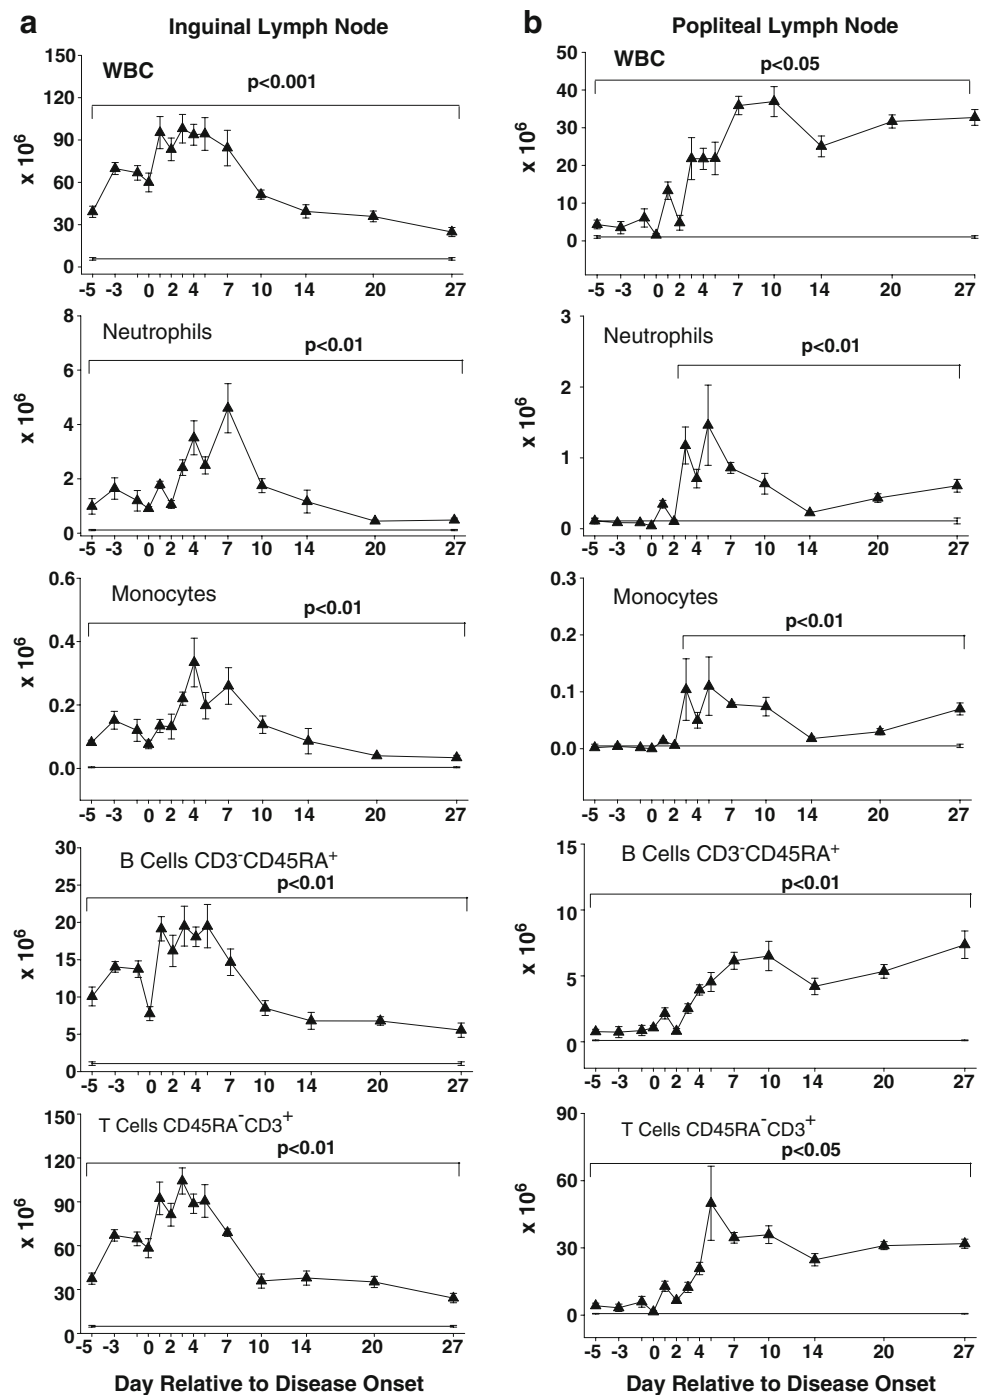 a
Inguinal Lymph Node
WBC
p<0.001
x 10⁶
150
120
90
60
30
0
-5 -3 0 2 4 7 10 14 20 27
Neutrophils
p<0.01
x 10⁶
8
6
4
2
0
-5 -3 0 2 4 7 10 14 20 27
Monocytes
p<0.01
x 10⁶
0.6
0.4
0.2
0.0
-5 -3 0 2 4 7 10 14 20 27
B Cells CD3⁻CD45RA⁺
p<0.01
x 10⁶
30
25
20
15
10
5
0
-5 -3 0 2 4 7 10 14 20 27
T Cells CD45RA⁻CD3⁺
p<0.01
x 10⁶
150
120
90
60
30
0
-5 -3 0 2 4 7 10 14 20 27
Day Relative to Disease Onset
b
Popliteal Lymph Node
WBC
p<0.05
x 10⁶
50
40
30
20
10
0
-5 -3 0 2 4 7 10 14 20 27
Neutrophils
p<0.01
x 10⁶
3
2
1
0
-5 -3 0 2 4 7 10 14 20 27
Monocytes
p<0.01
x 10⁶
0.3
0.2
0.1
0.0
-5 -3 0 2 4 7 10 14 20 27
B Cells CD3⁻CD45RA⁺
p<0.01
x 10⁶
15
10
5
0
-5 -3 0 2 4 7 10 14 20 27
T Cells CD45RA⁻CD3⁺
p<0.05
x 10⁶
90
60
30
0
-5 -3 0 2 4 7 10 14 20 27
Day Relative to Disease Onset